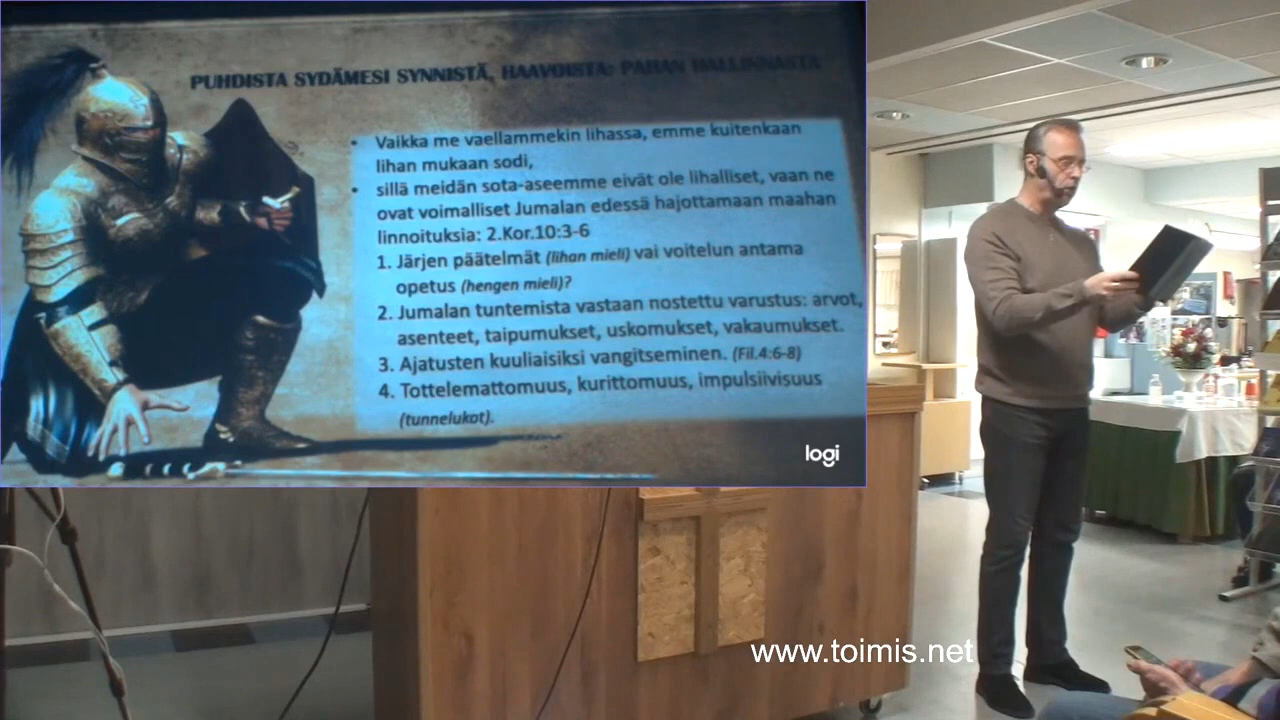 PUHDISTA SYDÄMESI SYNNISTÄ, HAAVOISTA: PAHAN HALLINNASTA
• Vaikka me vaellammekin lihassa, emme kuitenkaan
lihan mukaan sodi,
• sillä meidän sota-aseemme eivät ole lihalliset, vaan ne
ovat voimalliset Jumalan edessä hajottamaan maahan
linnoituksia: 2.Kor.10:3-6
1. Järjen päätelmät (lihan mieli) vai voitelun antama
opetus (hengen mieli)?
2. Jumalan tuntemista vastaan nostettu varustus: arvot,
asenteet, taipumukset, uskomukset, vakaumukset.
3. Ajatusten kuuliaisiksi vangitseminen. (Fil.4:6-8)
4. Tottelemattomuus, kurittomuus, impulsiivisuus
(tunnelukot).
logi
www.toimis.net